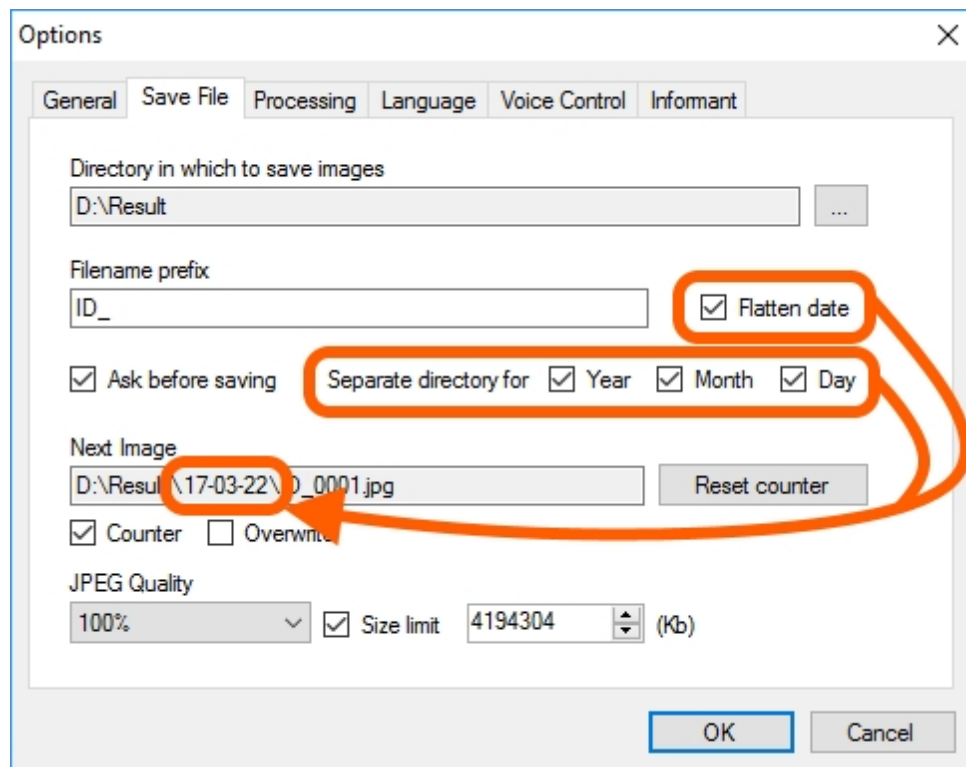 Options
General Save File Processing Language Voice Control Informant
Directory in which to save images
D:\Result
...
Filename prefix
ID_
Flatten date
Ask before saving Separate directory for Year Month Day
Next Image
\17-03-22\ _0001.jpg
Reset counter
Counter
JPEG Quality
100% Size limit 4194304 (Kb)
OK Cancel